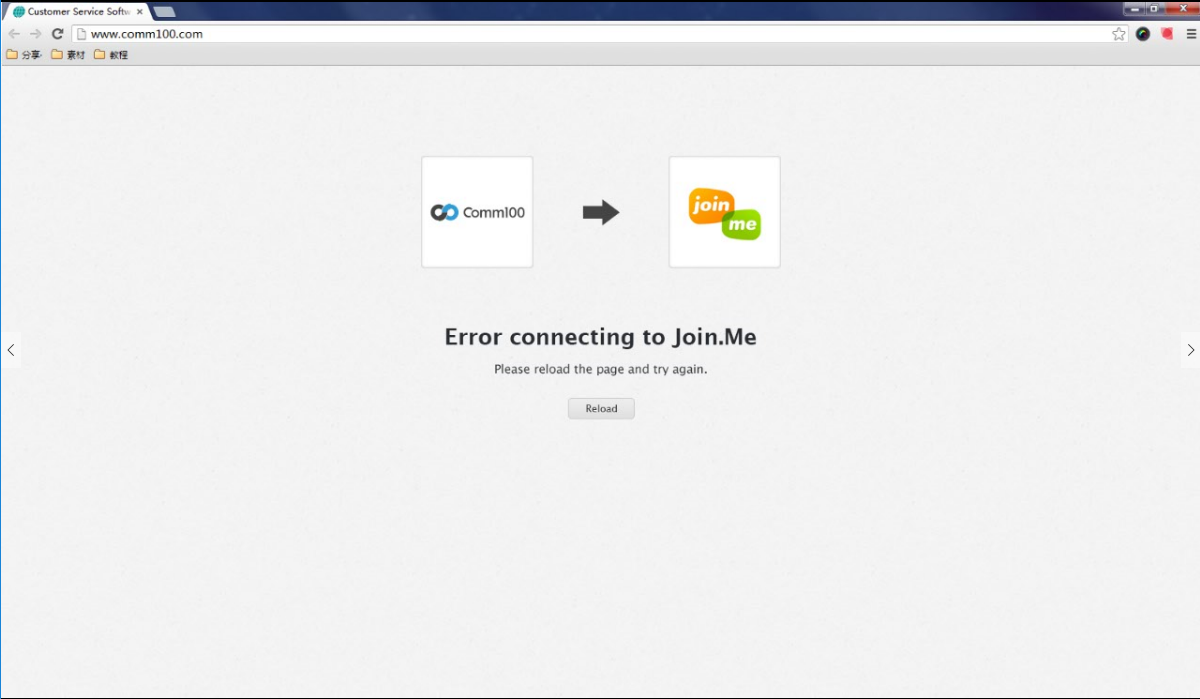 Customer Service Softw
www.comm100.com
分享 素材 教程
Comm100
join
me
Error connecting to Join.Me
Please reload the page and try again.
Reload